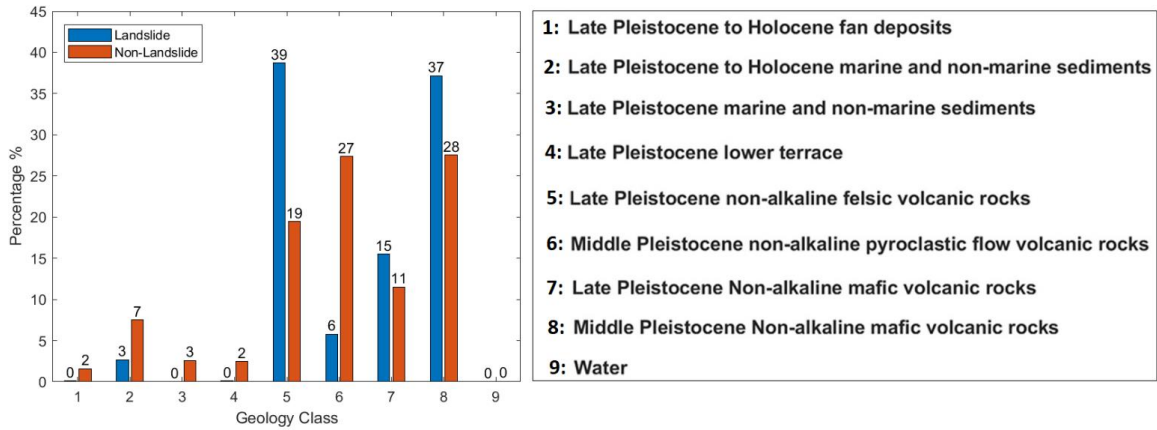 45
40
35
30
25
20
15
10
5
0
Percentage %
Landslide
Non-Landslide
0 2
3 7
0 3
0 2
39 19
6 27
15 11
37 28
0 0
1 2 3 4 5 6 7 8 9
Geology Class
1: Late Pleistocene to Holocene fan deposits
2: Late Pleistocene to Holocene marine and non-marine sediments
3: Late Pleistocene marine and non-marine sediments
4: Late Pleistocene lower terrace
5: Late Pleistocene non-alkaline felsic volcanic rocks
6: Middle Pleistocene non-alkaline pyroclastic flow volcanic rocks
7: Late Pleistocene Non-alkaline mafic volcanic rocks
8: Middle Pleistocene Non-alkaline mafic volcanic rocks
9: Water